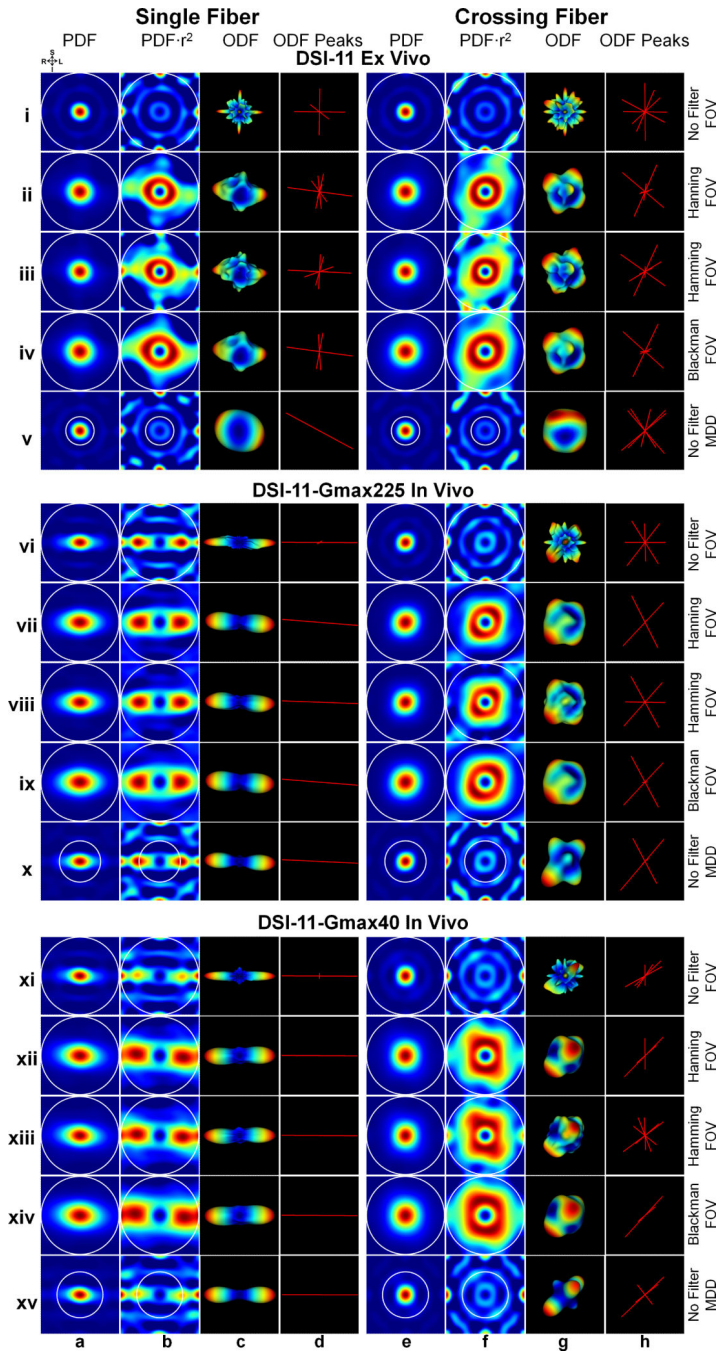 Single Fiber Crossing Fiber
PDF PDF·r² ODF ODF Peaks PDF PDF·r² ODF ODF Peaks
S
R L
I
DSI-11 Ex Vivo
i No Filter FOV
ii Hanning FOV
iii Hamming FOV
iv Blackman FOV
v No Filter MDD
DSI-11-Gmax225 In Vivo
vi No Filter FOV
vii Hanning FOV
viii Hamming FOV
ix Blackman FOV
x No Filter MDD
DSI-11-Gmax40 In Vivo
xi No Filter FOV
xii Hanning FOV
xiii Hamming FOV
xiv Blackman FOV
xv No Filter MDD
a b c d e f g h